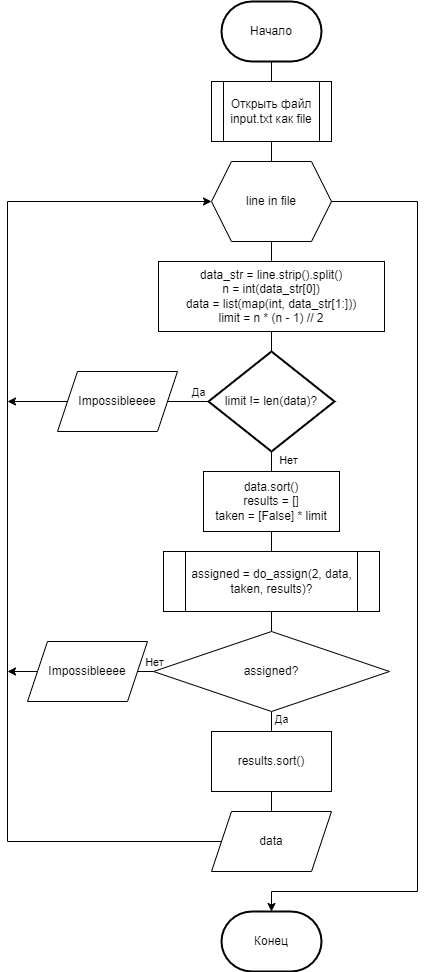 Начало
Открыть файл
input.txt как file
line in file
data_str = line.strip().split()
n = int(data_str[0])
data = list(map(int, data_str[1:]))
limit = n * (n - 1) // 2
Impossibleeee
Да
limit != len(data)?
Нет
data.sort()
results = []
taken = [False] * limit
assigned = do_assign(2, data,
taken, results)?
Impossibleeee
Нет
assigned?
Да
results.sort()
data
Конец